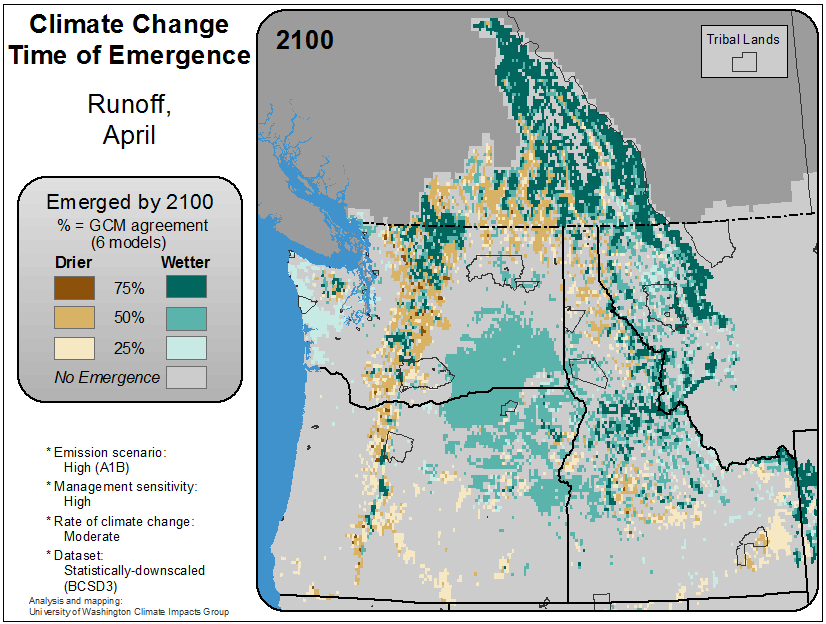 Climate Change
Time of Emergence
Runoff,
April
Emerged by 2100
% = GCM agreement
(6 models)
Drier Wetter
75%
50%
25%
No Emergence
* Emission scenario:
High (A1B)
* Management sensitivity:
High
* Rate of climate change:
Moderate
* Dataset:
Statistically-downscaled
(BCSD3)
Analysis and mapping:
University of Washington Climate Impacts Group
2100
Tribal Lands